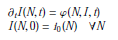 ∂ₜI(N, t) = φ(N, I, t)
I(N, 0) = I₀(N) ∀N